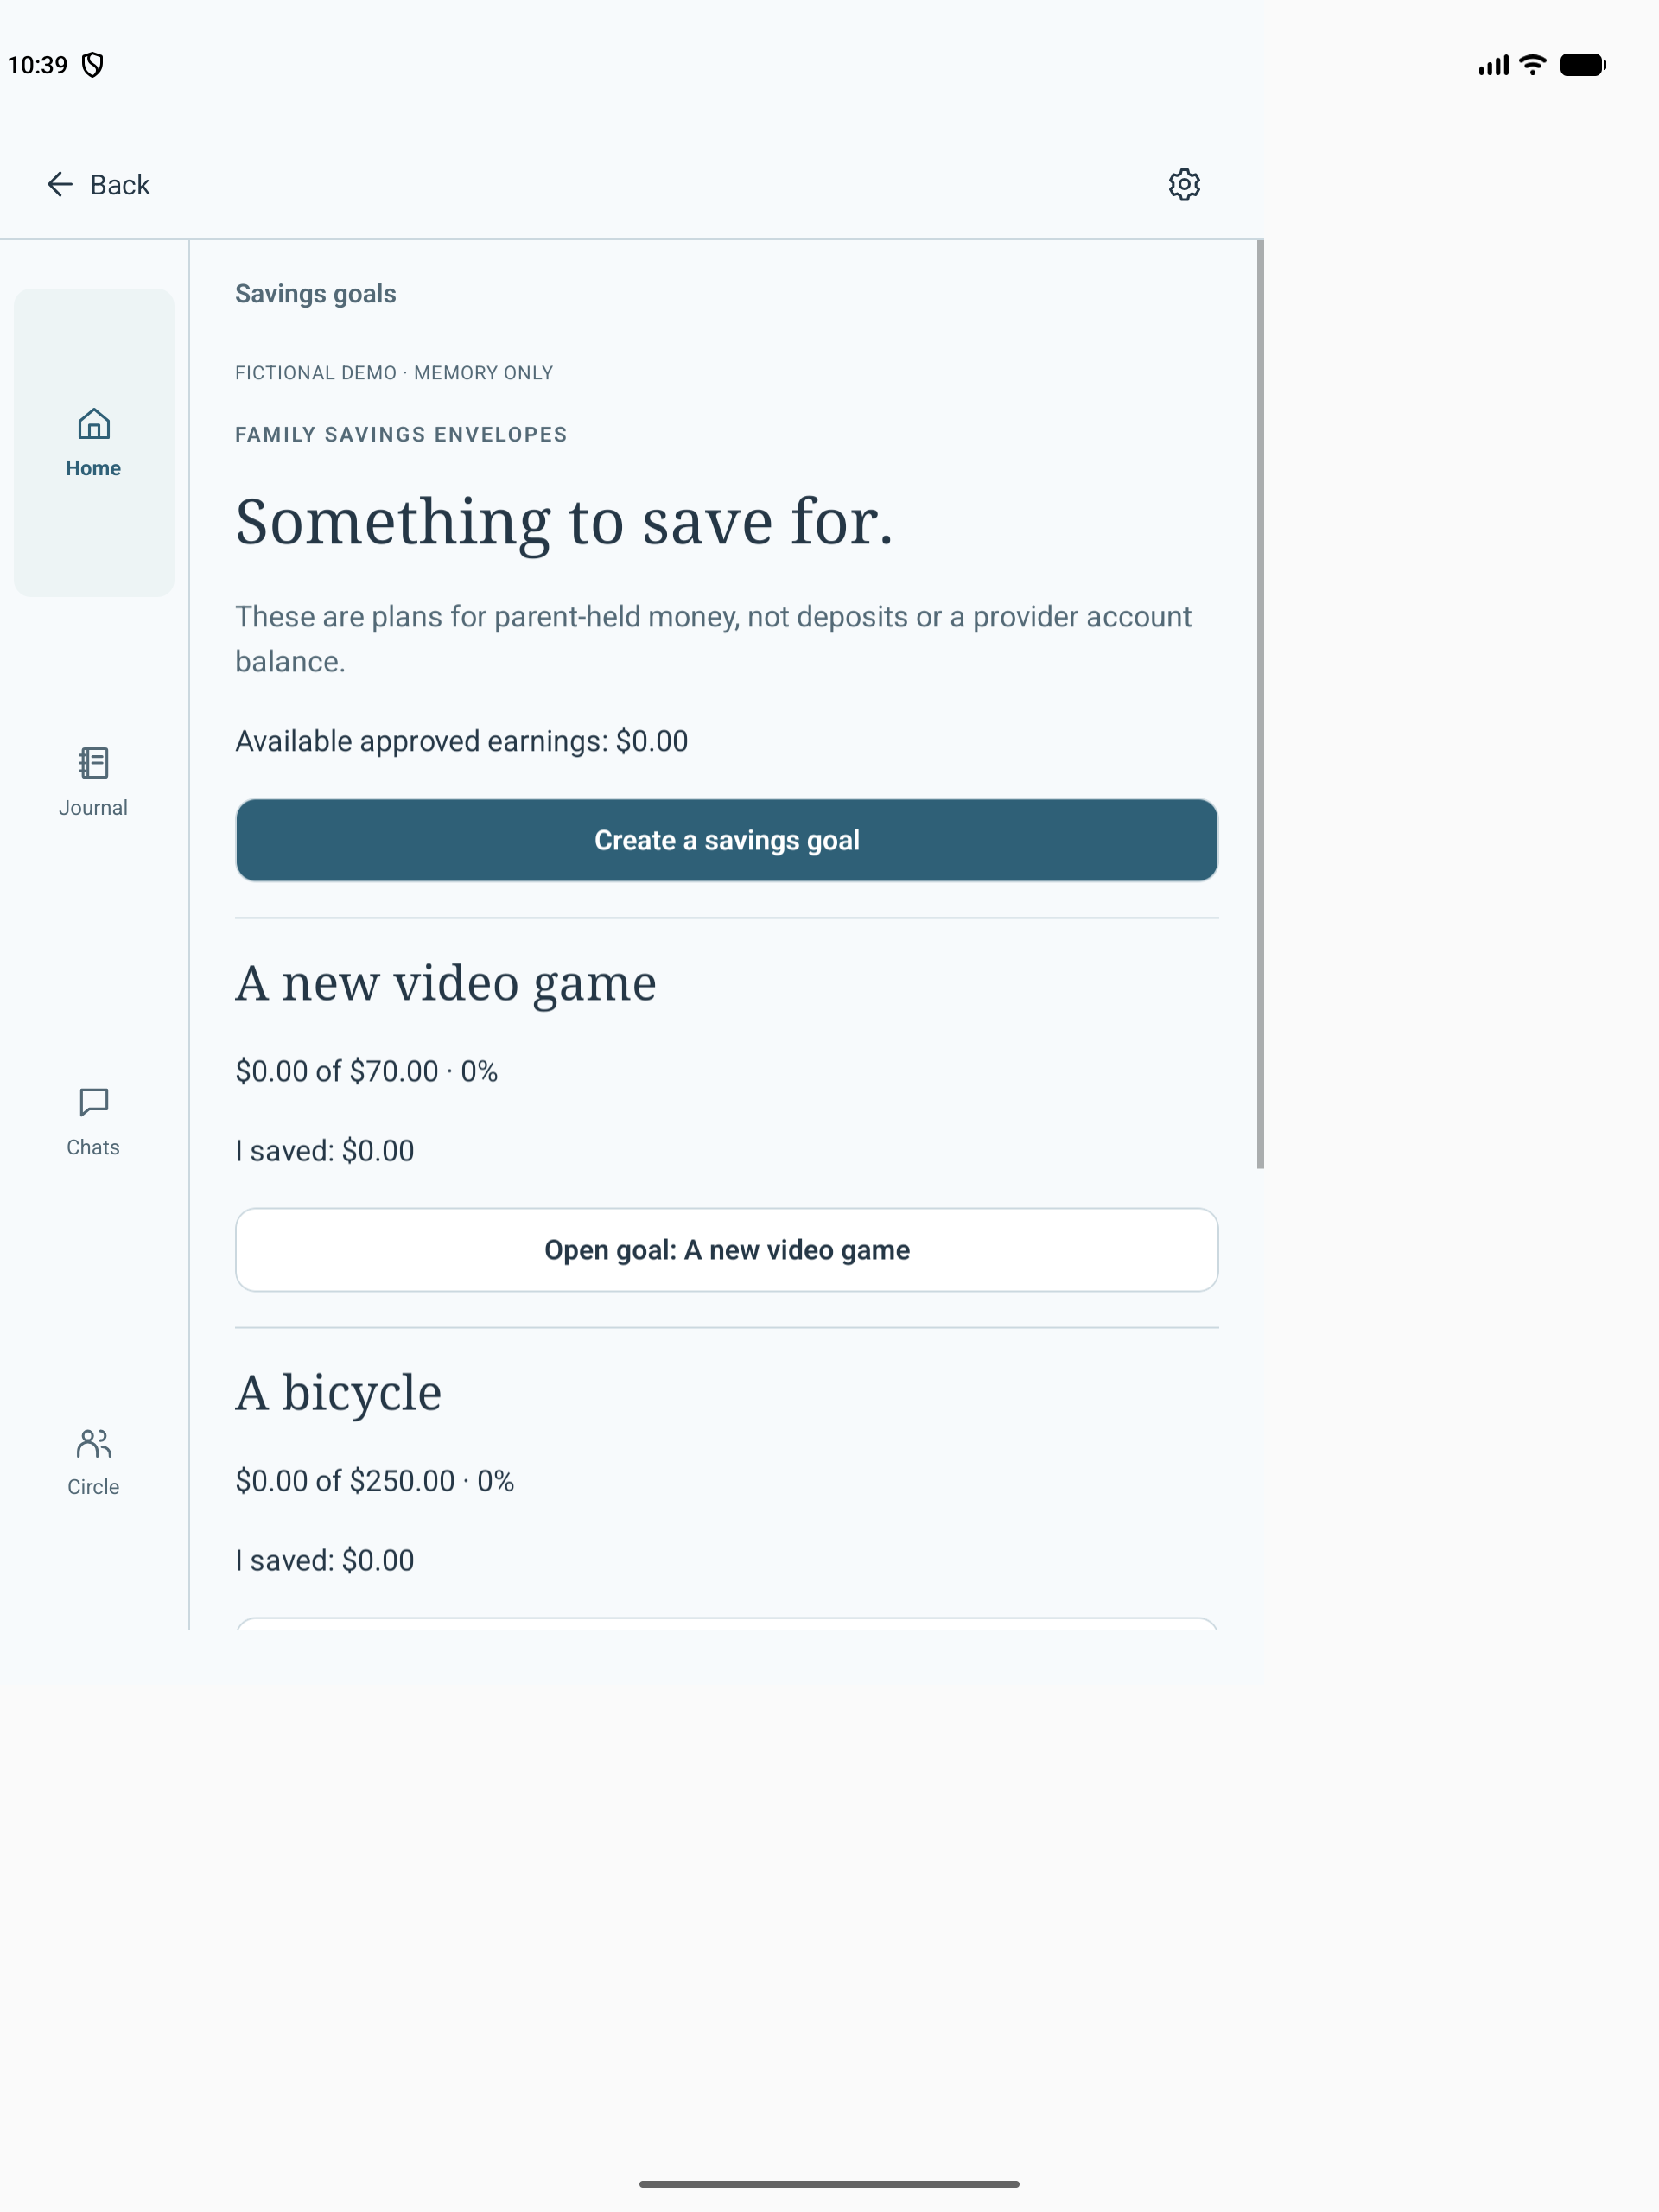 10:39
Back
Home
Journal
Chats
Circle
Savings goals
FICTIONAL DEMO · MEMORY ONLY
FAMILY SAVINGS ENVELOPES
Something to save for.
These are plans for parent-held money, not deposits or a provider account
balance.
Available approved earnings: $0.00
Create a savings goal
A new video game
$0.00 of $70.00 · 0%
I saved: $0.00
Open goal: A new video game
A bicycle
$0.00 of $250.00 · 0%
I saved: $0.00